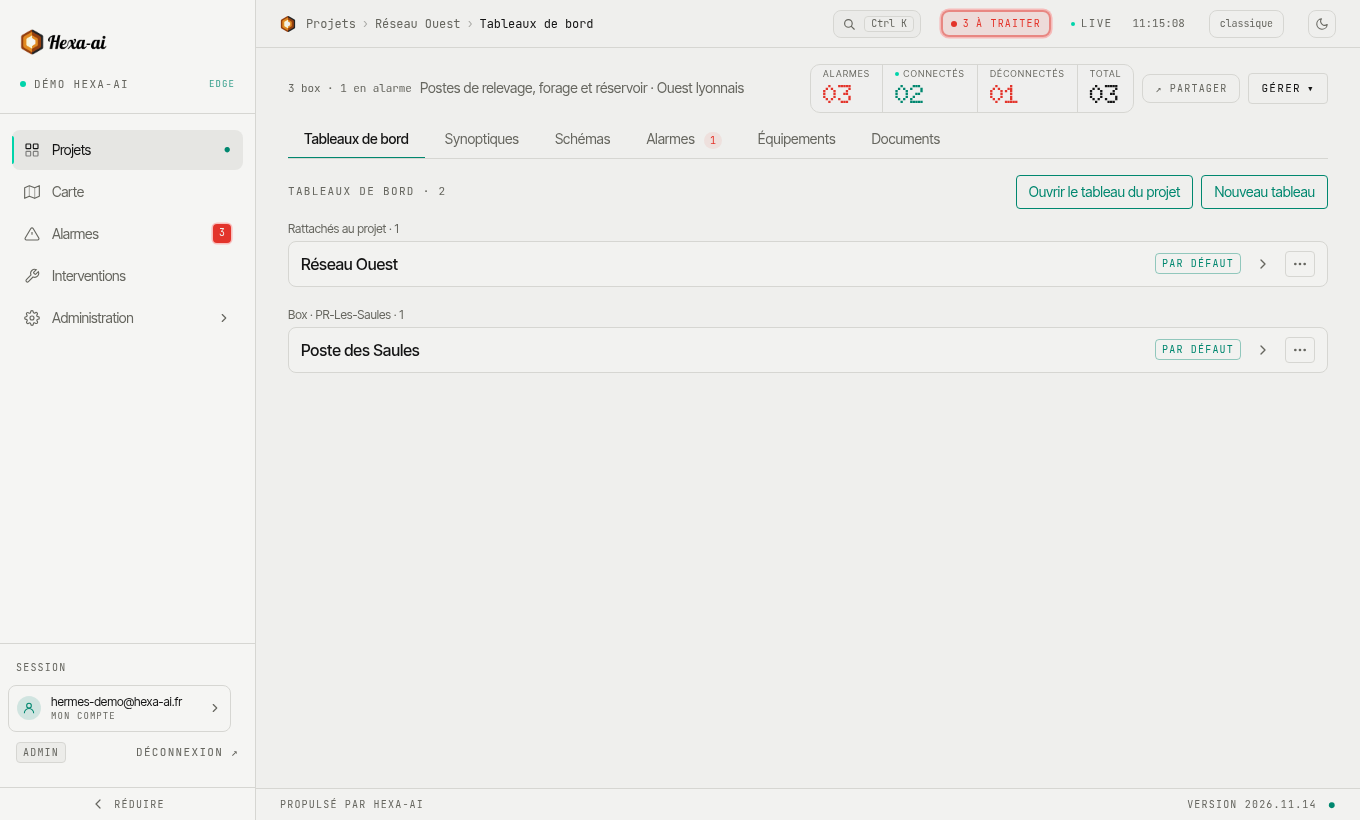 Hexa-ai
DÉMO HEXA-AI
EDGE
Projets
Carte
Alarmes
3
Interventions
Administration
SESSION
hermes-demo@hexa-ai.fr
MON COMPTE
ADMIN
DÉCONNEXION ↗
RÉDUIRE
Projets › Réseau Ouest › Tableaux de bord
Ctrl K
3 À TRAITER
LIVE
11:15:08
classique
3 box · 1 en alarme
Postes de relevage, forage et réservoir · Ouest lyonnais
ALARMES
03
CONNECTÉS
02
DÉCONNECTÉS
01
TOTAL
03
↗ PARTAGER
GÉRER ▾
Tableaux de bord
Synoptiques
Schémas
Alarmes 1
Équipements
Documents
TABLEAUX DE BORD · 2
Ouvrir le tableau du projet
Nouveau tableau
Rattachés au projet · 1
Réseau Ouest
PAR DÉFAUT
Box · PR-Les-Saules · 1
Poste des Saules
PAR DÉFAUT
PROPULSÉ PAR HEXA-AI
VERSION 2026.11.14